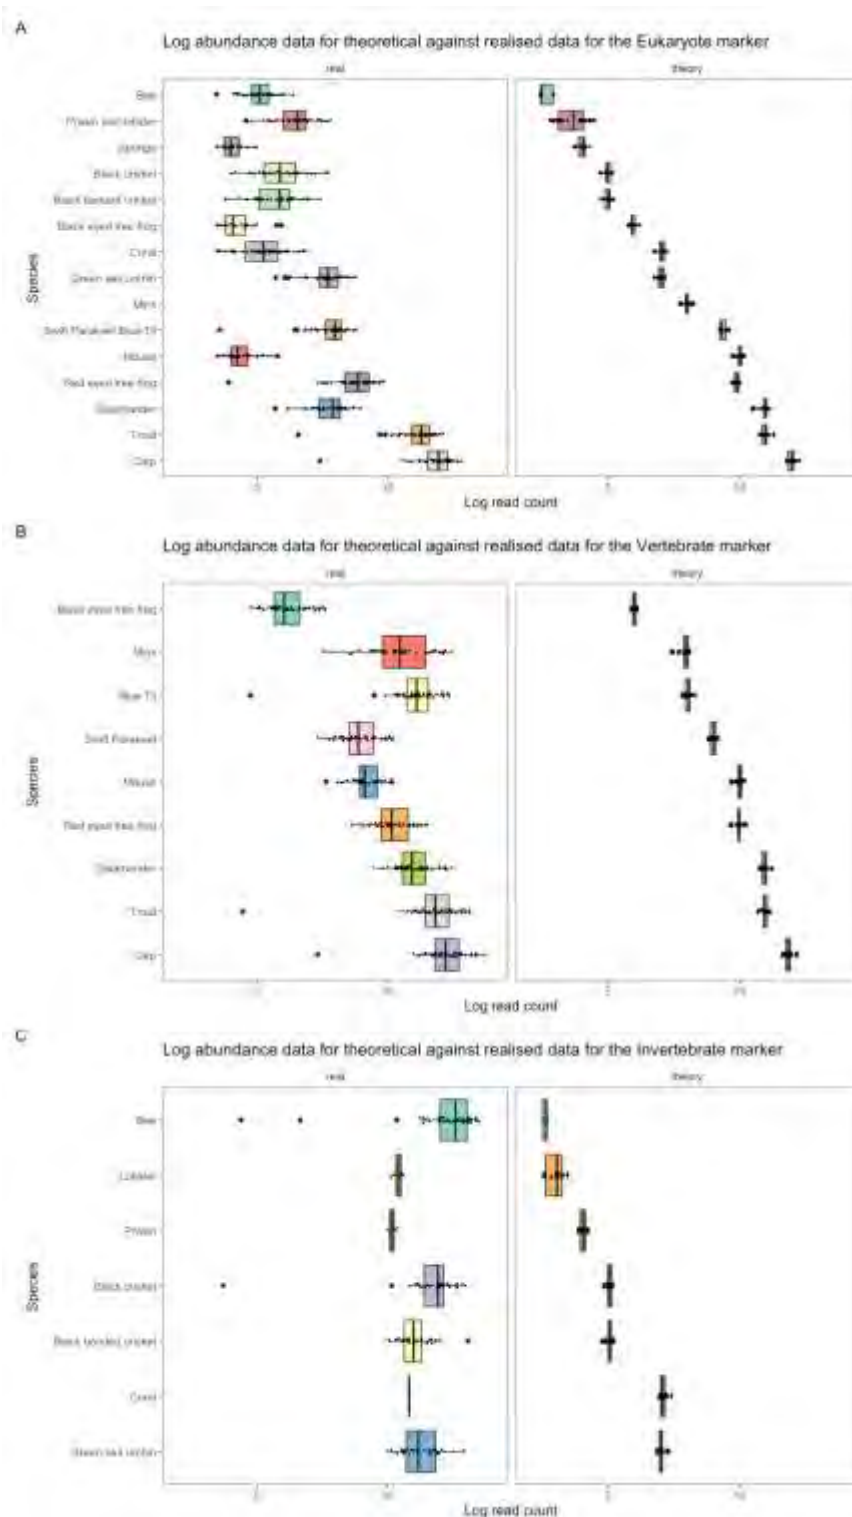 A
Log abundance data for theoretical against realised data for the Eukaryote marker
real theory
Bee
Prawn and lobster
Sponge
Black cricket
Black banded cricket
Black eyed tree frog
Coral
Green sea urchin
Swift Parakeet Blue Tit
Mouse
Red eyed tree frog
Salamander
Trout
Carp
Species
Log read count
B
Log abundance data for theoretical against realised data for the Vertebrate marker
real theory
Black eyed tree frog
Blue Tit
Swift Parakeet
Mouse
Red eyed tree frog
Salamander
Trout
Carp
Species
Log read count
C
Log abundance data for theoretical against realised data for the Invertebrate marker
real theory
Bee
Lobster
Prawn
Black cricket
Black banded cricket
Coral
Green sea urchin
Species
Log read count